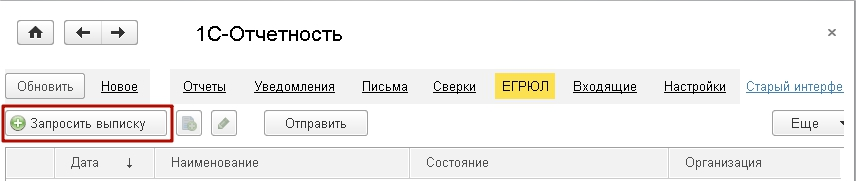 1С-Отчетность
Обновить Новое Отчеты Уведомления Письма Сверки ЕГРЮЛ Входящие Настройки Старый интерфе
Запросить выписку Отправить Еще
Дата ↓ Наименование Состояние Организация